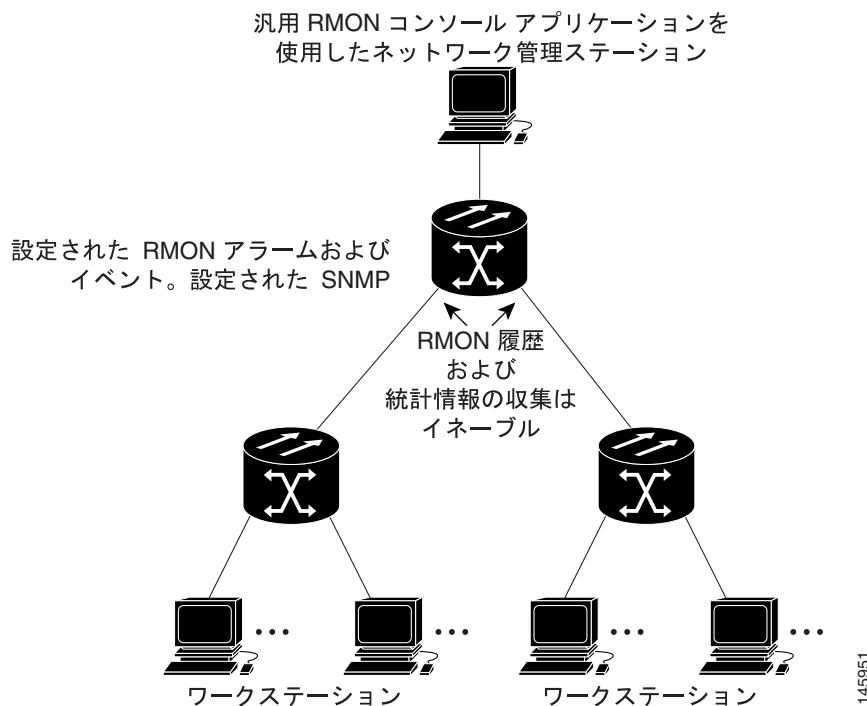 汎用 RMON コンソール アプリケーションを
使用したネットワーク管理ステーション
設定された RMON アラームおよび
イベント。設定された SNMP
RMON 履歴
および
統計情報の収集は
イネーブル
ワークステーション
ワークステーション
145951